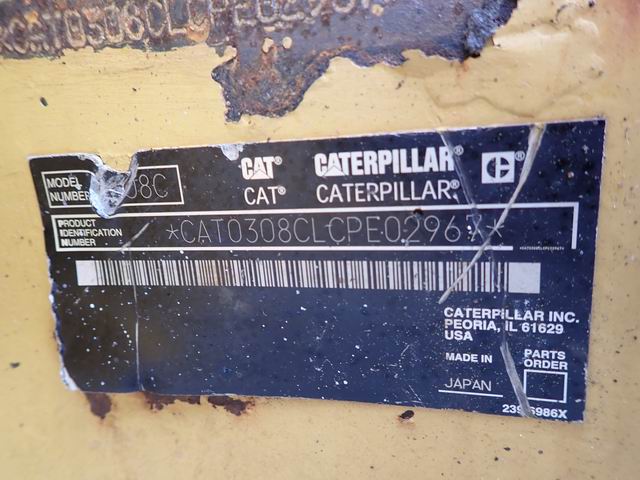 MODEL
NUMBER 08C
CAT CATERPILLAR C
CAT® CATERPILLAR®
PRODUCT
IDENTIFICATION
NUMBER
*CAT0308CLCPE02967*
CATERPILLAR INC.
PEORIA, IL 61629
USA
MADE IN
JAPAN
PARTS
ORDER